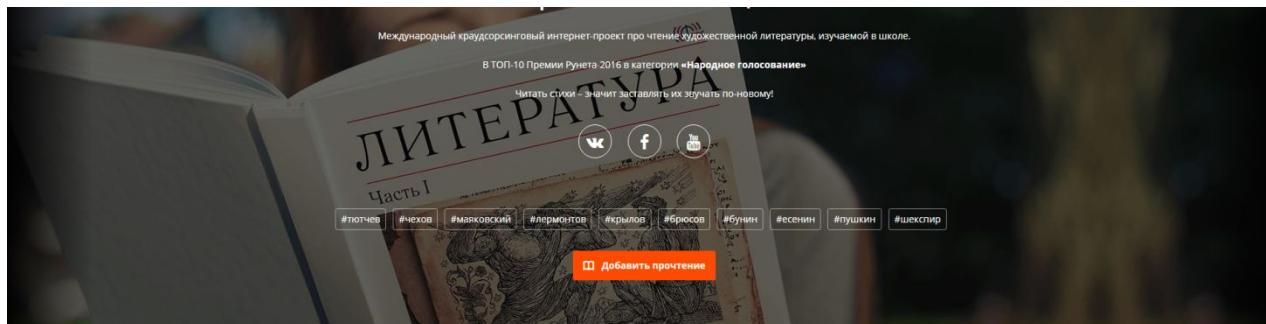 Международный краудсорсинговый интернет-проект про чтение художественной литературы, изучаемой в школе.
В ТОП-10 Премии Рунета-2016 в категории «Народное голосование»
Читать стихи – значит заставлять их звучать по-новому!
ЛИТЕРАТУРА
You Tube
Часть I
#тютчев #чехов #маяковский #лермонтов #крылов #брюсов #бунин #есенин #пушкин #шекспир
Добавить прочтение